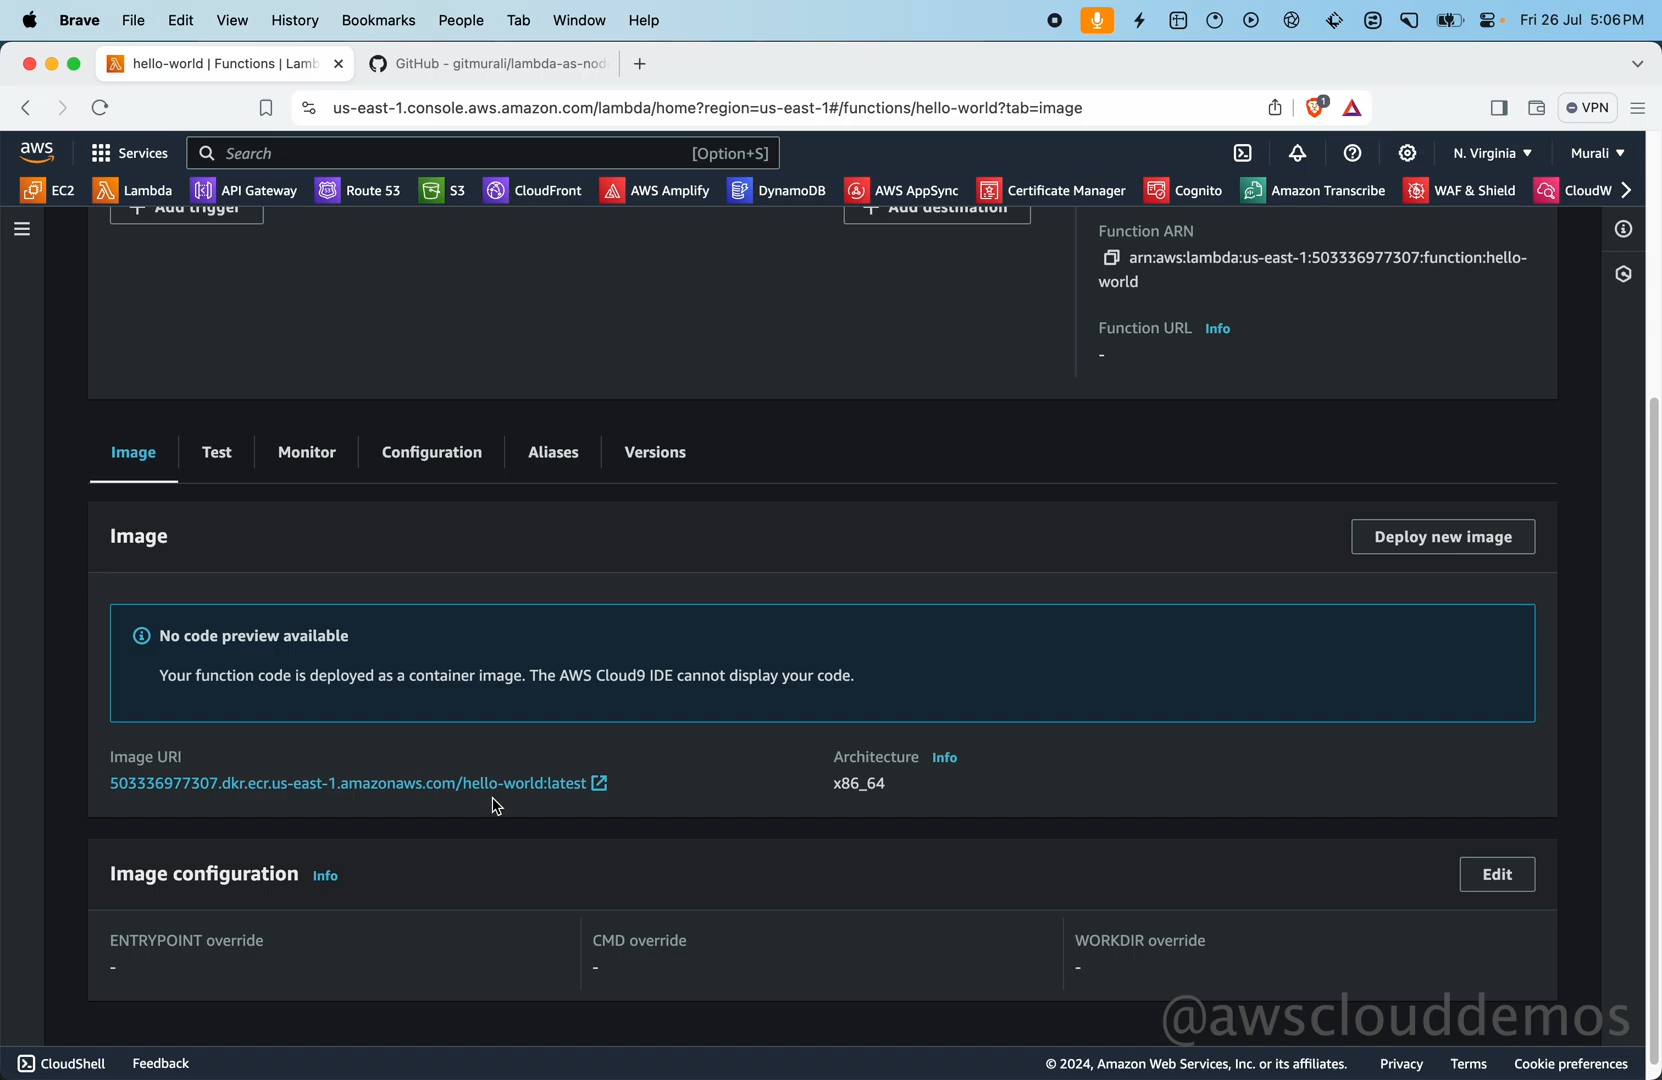 Brave File Edit View History Bookmarks People Tab Window Help Fri 26 Jul 5:06 PM
hello-world | Functions | Lamb GitHub - gitmurali/lambda-as-nod
us-east-1.console.aws.amazon.com/lambda/home?region=us-east-1#/functions/hello-world?tab=image 1 VPN
aws Services Search [Option+S] N. Virginia Murali
EC2 Lambda API Gateway Route 53 S3 CloudFront AWS Amplify DynamoDB AWS AppSync Certificate Manager Cognito Amazon Transcribe WAF & Shield CloudW
+ Add trigger + Add destination
Function ARN
arn:aws:lambda:us-east-1:503336977307:function:hello-
world
Function URL Info
-
Image Test Monitor Configuration Aliases Versions
Image Deploy new image
No code preview available
Your function code is deployed as a container image. The AWS Cloud9 IDE cannot display your code.
Image URI Architecture Info
503336977307.dkr.ecr.us-east-1.amazonaws.com/hello-world:latest x86_64
Image configuration Info Edit
ENTRYPOINT override CMD override WORKDIR override
- - -
@awsclouddemos
CloudShell Feedback © 2024, Amazon Web Services, Inc. or its affiliates. Privacy Terms Cookie preferences